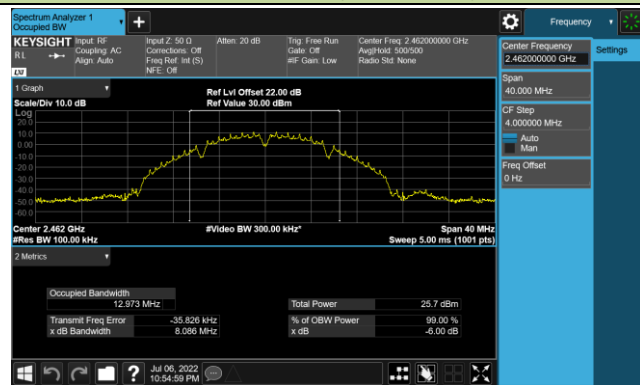 Spectrum Analyzer 1
Occupied BW
Frequency
KEYSIGHT
Input: RF
Coupling: AC
Align: Auto
Input Z: 50 Ω
Corrections: Off
Freq Ref: Int (S)
NFE: Off
Atten: 20 dB
Trig: Free Run
Gate: Off
#IF Gain: Low
Center Freq: 2.462000000 GHz
Avg|Hold: 500/500
Radio Std: None
R L
LXI
Center Frequency
2.462000000 GHz
Settings
Span
40.000 MHz
CF Step
4.000000 MHz
Auto
Man
Freq Offset
0 Hz
1 Graph
Scale/Div 10.0 dB
Ref Lvl Offset 22.00 dB
Ref Value 30.00 dBm
Log
20.0
10.0
0.00
-10.0
-20.0
-30.0
-40.0
-50.0
-60.0
Center 2.462 GHz
#Video BW 300.00 kHz*
Span 40 MHz
#Res BW 100.00 kHz
Sweep 5.00 ms (1001 pts)
2 Metrics
Occupied Bandwidth
12.973 MHz
Total Power 25.7 dBm
Transmit Freq Error -35.826 kHz
% of OBW Power 99.00 %
x dB Bandwidth 8.086 MHz
x dB -6.00 dB
Jul 06, 2022
10:54:59 PM